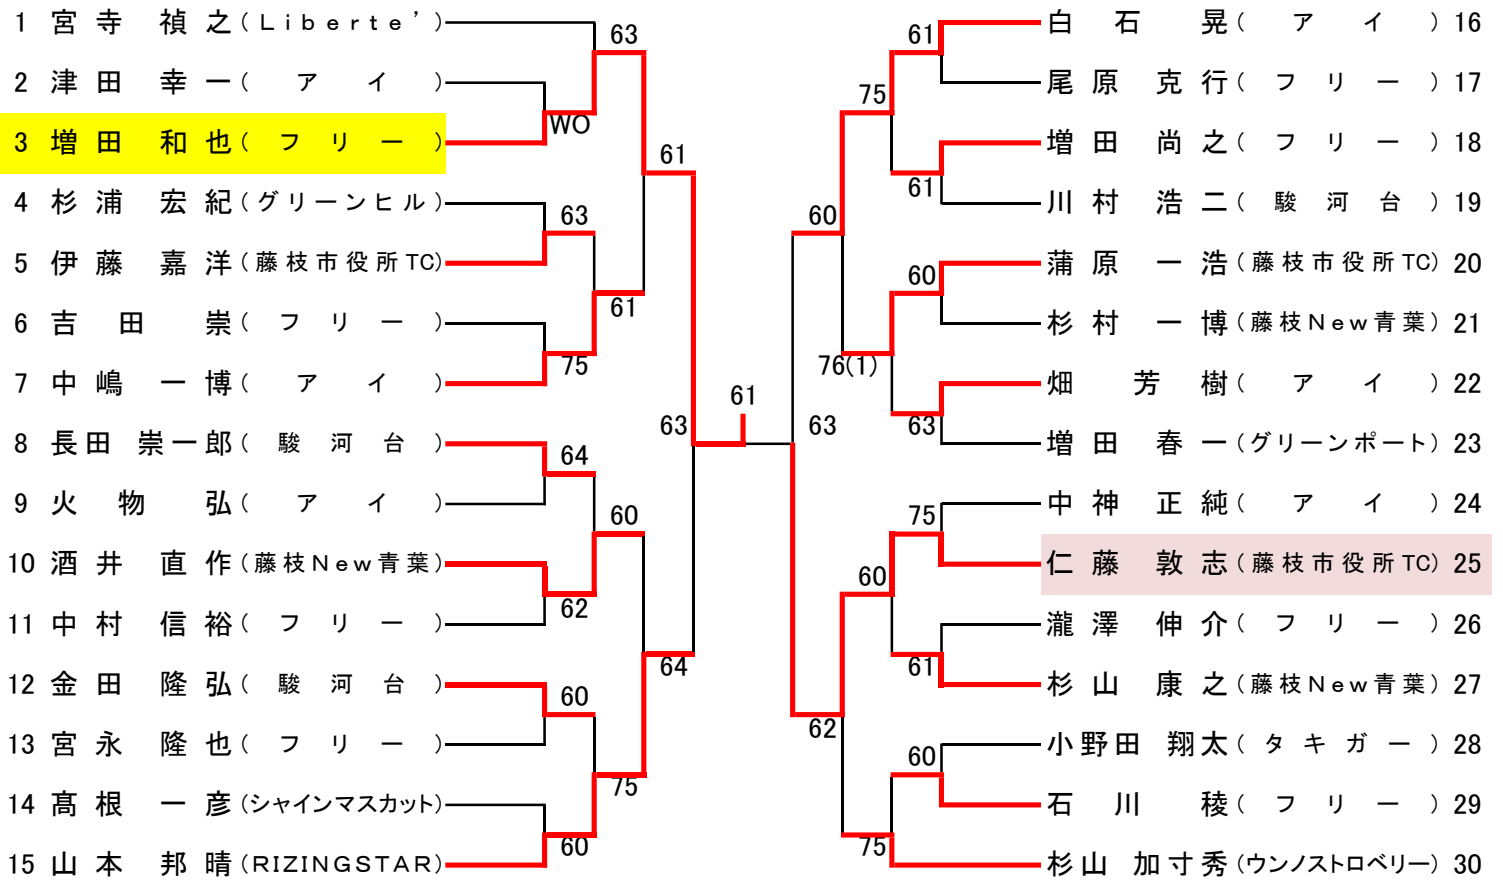 1 宮寺 禎之 (Liberte')
2 津田 幸一 (アイ)
3 増田 和也 (フリー)
4 杉浦 宏紀 (グリーンヒル)
5 伊藤 嘉洋 (藤枝市役所TC)
6 吉田 崇 (フリー)
7 中嶋 一博 (アイ)
8 長田 崇一郎 (駿河台)
9 火物 弘 (アイ)
10 酒井 直作 (藤枝New青葉)
11 中村 信裕 (フリー)
12 金田 隆弘 (駿河台)
13 宮永 隆也 (フリー)
14 髙根 一彦 (シャインマスカット)
15 山本 邦晴 (RIZINGSTAR)
WO
63
75
64
62
60
60
63
61
60
75
61
64
63
61
63
62
60
75
76(1)
60
75
61
61
60
63
75
61
60
白石 晃 (アイ) 16
尾原 克行 (フリー) 17
増田 尚之 (フリー) 18
川村 浩二 (駿河台) 19
蒲原 一浩 (藤枝市役所TC) 20
杉村 一博 (藤枝New青葉) 21
畑 芳樹 (アイ) 22
増田 春一 (グリーンポート) 23
中神 正純 (アイ) 24
仁藤 敦志 (藤枝市役所TC) 25
瀧澤 伸介 (フリー) 26
杉山 康之 (藤枝New青葉) 27
小野田 翔太 (タキガー) 28
石川 稜 (フリー) 29
杉山 加寸秀 (ウンノストロベリー) 30